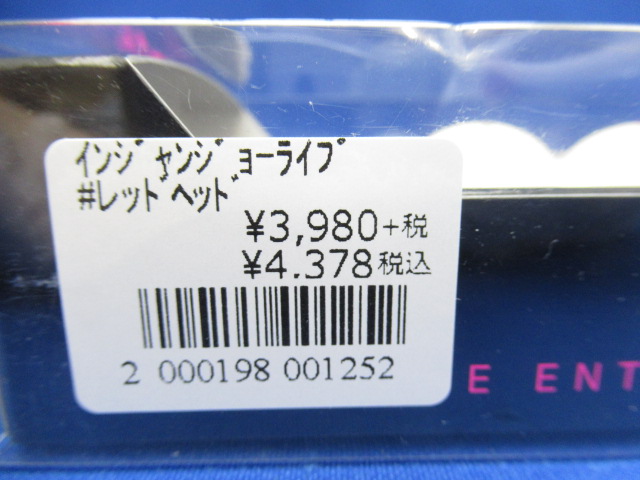 ｲﾝｼﾞｬﾝｼﾞｮｰﾗｲﾌﾞ
#ﾚｯﾄﾞﾍｯﾄﾞ
¥3,980+税
¥4.378税込
2 000198 001252
E ENT